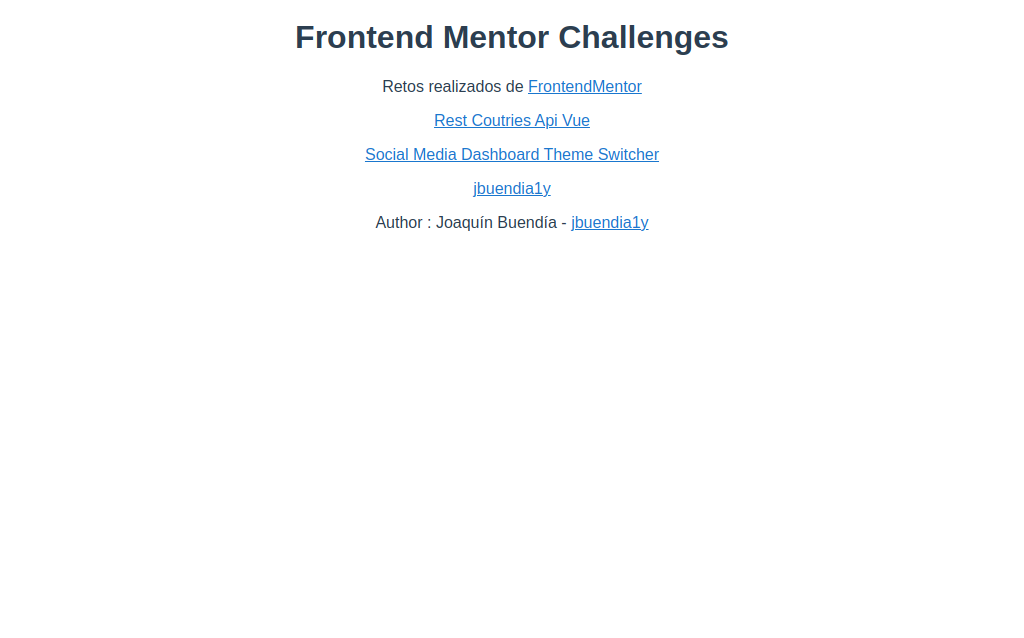 Frontend Mentor Challenges
Retos realizados de FrontendMentor
Rest Coutries Api Vue
Social Media Dashboard Theme Switcher
jbuendia1y
Author : Joaquín Buendía - jbuendia1y